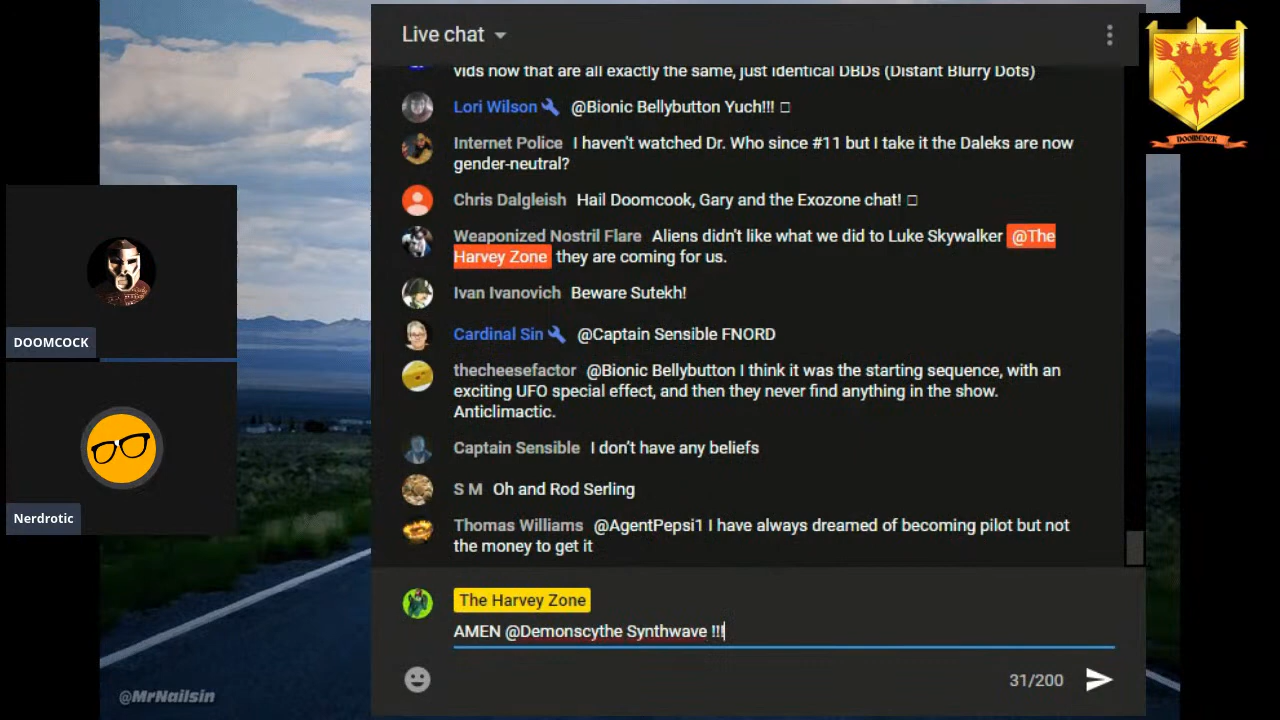 Live chat
vids now that are all exactly the same, just identical DBDs (Distant Blurry Dots)
Lori Wilson @Bionic Bellybutton Yuch!!! □
Internet Police I haven't watched Dr. Who since #11 but I take it the Daleks are now
gender-neutral?
Chris Dalgleish Hail Doomcook, Gary and the Exozone chat! □
Weaponized Nostril Flare Aliens didn't like what we did to Luke Skywalker @The
Harvey Zone they are coming for us.
Ivan Ivanovich Beware Sutekh!
Cardinal Sin @Captain Sensible FNORD
thecheesefactor @Bionic Bellybutton I think it was the starting sequence, with an
exciting UFO special effect, and then they never find anything in the show.
Anticlimactic.
Captain Sensible I don't have any beliefs
S M Oh and Rod Serling
Thomas Williams @AgentPepsi1 I have always dreamed of becoming pilot but not
the money to get it
The Harvey Zone
AMEN @Demonscythe Synthwave !!!
31/200
DOOMCOCK
Nerdrotic
@MrNailsin
DOOMCOCK